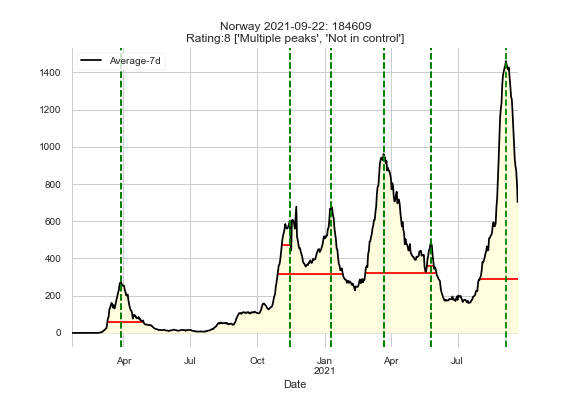 Norway 2021-09-22: 184609
Rating:8 ['Multiple peaks', 'Not in control']
Average-7d
1400
1200
1000
800
600
400
200
0
Apr
Jul
Oct
Jan
2021
Apr
Jul
Date